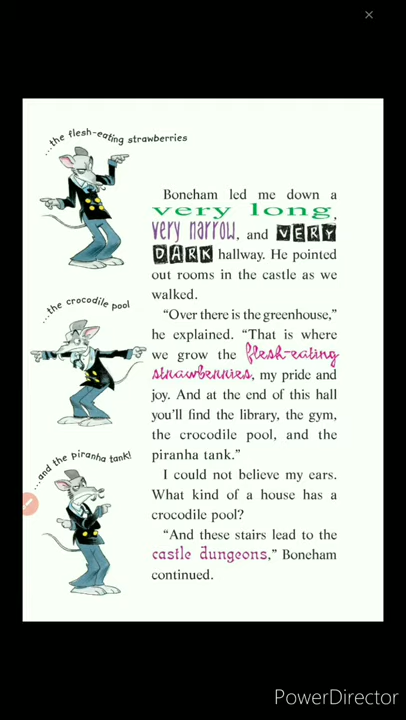 ...the flesh-eating strawberries
Boneham led me down a
very long,
very narrow, and VERY
DARK hallway. He pointed
out rooms in the castle as we
walked.
...the crocodile pool
“Over there is the greenhouse,”
he explained. “That is where
we grow the flesh-eating
strawberries, my pride and
joy. And at the end of this hall
you’ll find the library, the gym,
the crocodile pool, and the
piranha tank.”
...and the piranha tank!
I could not believe my ears.
What kind of a house has a
crocodile pool?
“And these stairs lead to the
castle dungeons,” Boneham
continued.
PowerDirector